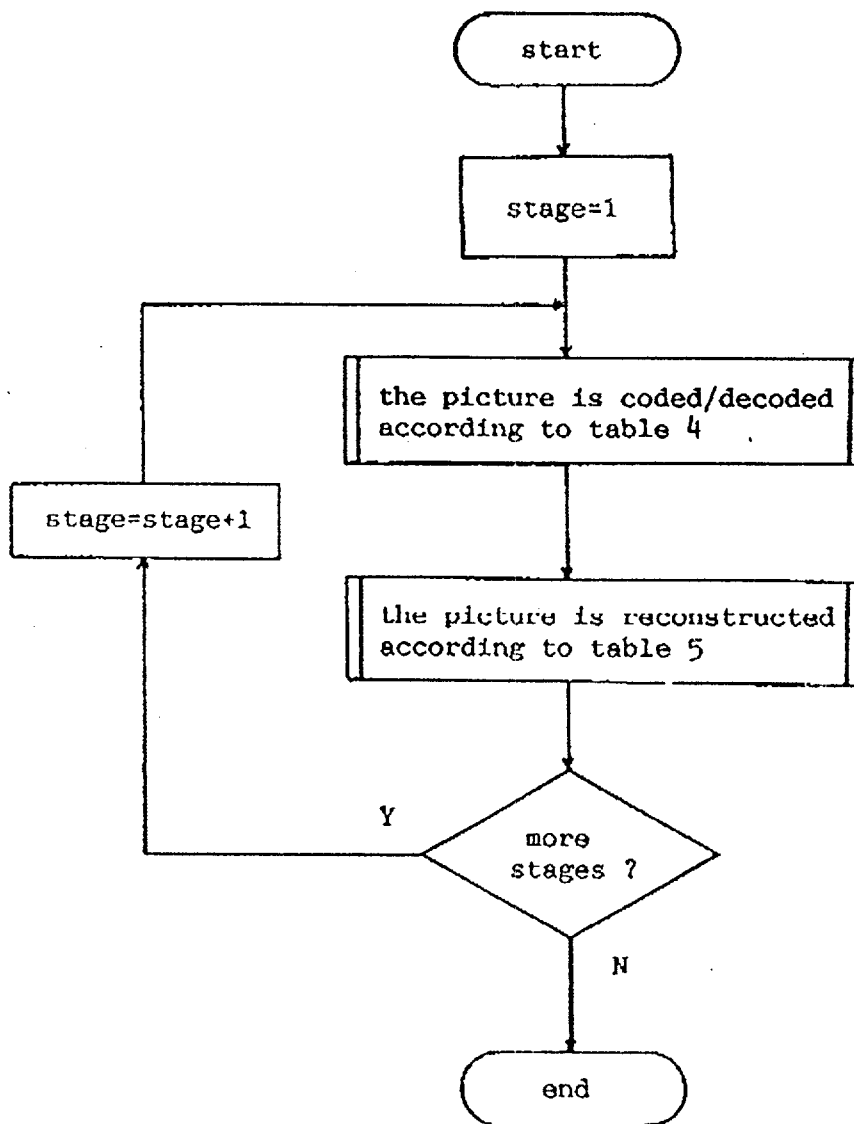 start
stage=1
the picture is coded/decoded
according to table 4
stage=stage+1
the picture is reconstructed
according to table 5
Y
more
stages ?
N
end